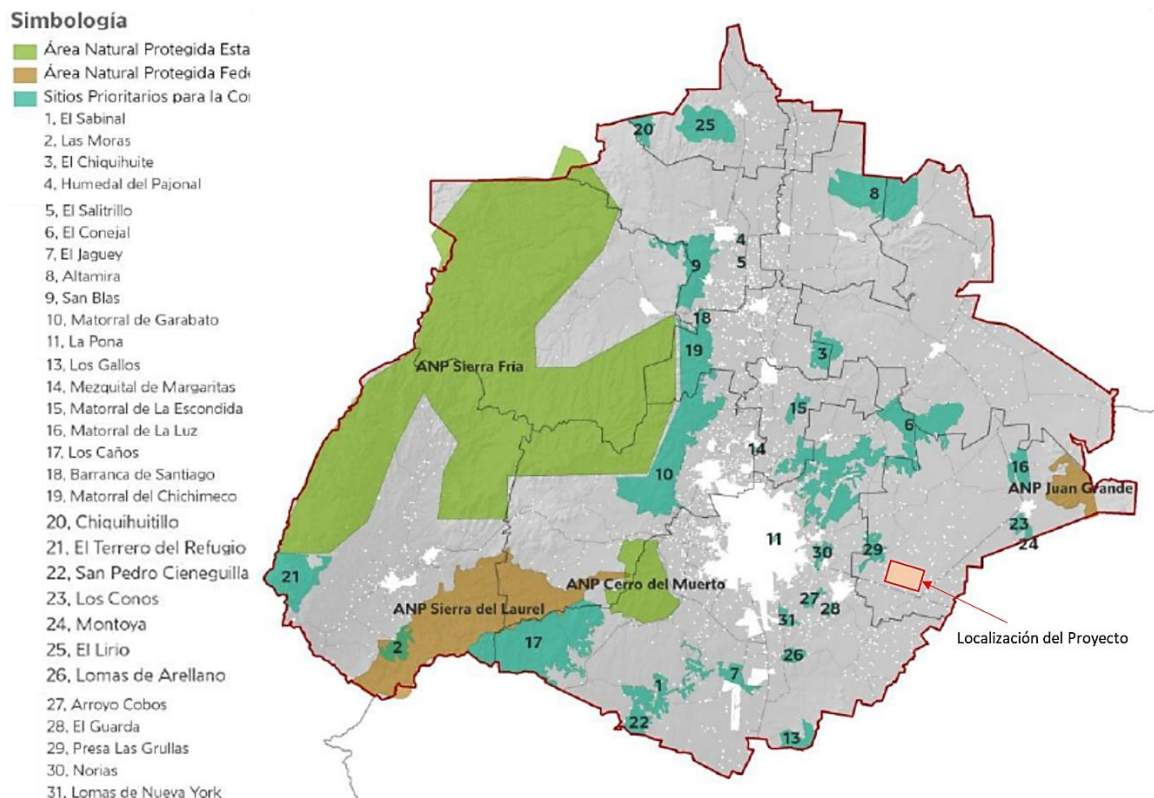 Simbología
Área Natural Protegida Esta
Área Natural Protegida Fede
Sitios Prioritarios para la Co
1, El Sabinal
2, Las Moras
3, El Chiquihuite
4, Humedal del Pajonal
5, El Salitrillo
6, El Conejal
7, El Jaguey
8, Altamira
9, San Blas
10, Matorral de Garabato
11, La Pona
13, Los Gallos
14, Mezquital de Margaritas
15, Matorral de La Escondida
16, Matorral de La Luz
17, Los Caños
18, Barranca de Santiago
19, Matorral del Chichimeco
20, Chiquihuitillo
21, El Terrero del Refugio
22, San Pedro Cieneguilla
23, Los Conos
24, Montoya
25, El Lirio
26, Lomas de Arellano
27, Arroyo Cobos
28, El Guarda
29, Presa Las Grullas
30, Norias
31, Lomas de Nueva York
20
25
8
4
5
9
18
19
3
ANP Sierra Fría
15
6
14
10
16
ANP Juan Grande
23
24
11
30
29
21
ANP Cerro del Muerto
ANP Sierra del Laurel
27
28
31
Localización del Proyecto
2
17
26
7
1
22
13